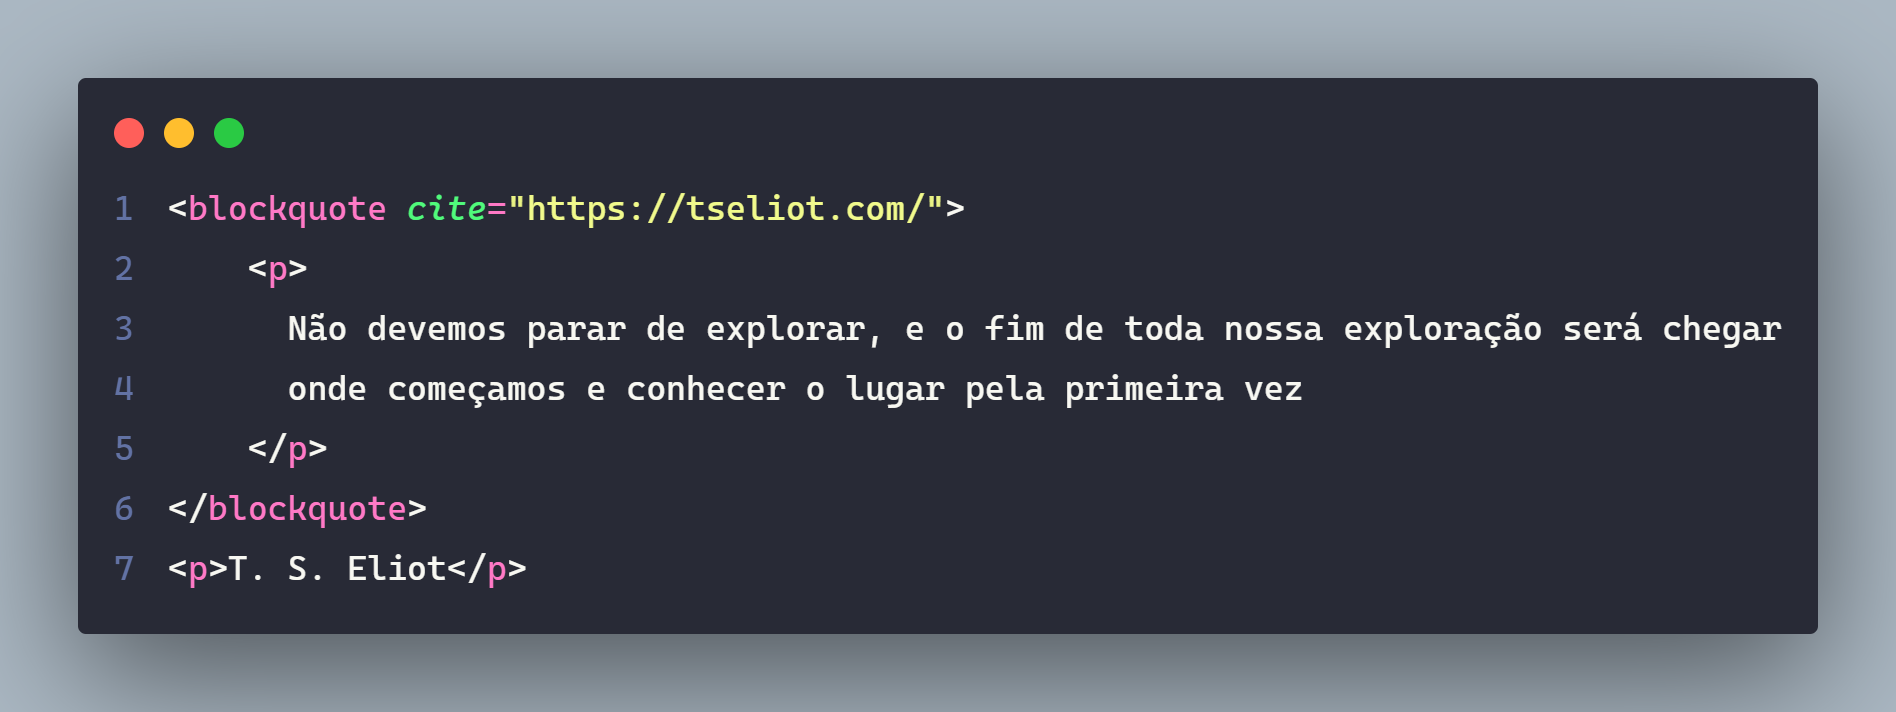 1 <blockquote cite="https://tseliot.com/">
2     <p>
3       Não devemos parar de explorar, e o fim de toda nossa exploração será chegar
4       onde começamos e conhecer o lugar pela primeira vez
5     </p>
6 </blockquote>
7 <p>T. S. Eliot</p>